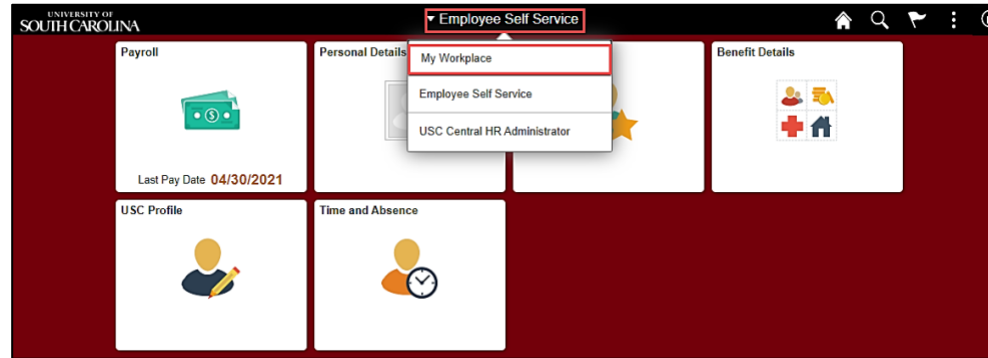 UNIVERSITY OF
SOUTH CAROLINA
Employee Self Service
Payroll
Personal Details
My Workplace
Employee Self Service
USC Central HR Administrator
Benefit Details
Last Pay Date 04/30/2021
USC Profile
Time and Absence